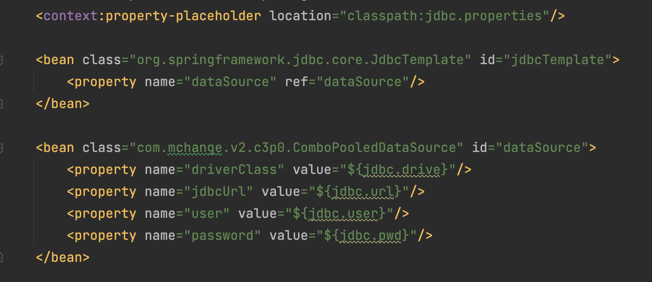 <context:property-placeholder location="classpath:jdbc.properties"/>
<bean class="org.springframework.jdbc.core.JdbcTemplate" id="jdbcTemplate">
<property name="dataSource" ref="dataSource"/>
</bean>
<bean class="com.mchange.v2.c3p0.ComboPooledDataSource" id="dataSource">
<property name="driverClass" value="${jdbc.drive}"/>
<property name="jdbcUrl" value="${jdbc.url}"/>
<property name="user" value="${jdbc.user}"/>
<property name="password" value="${jdbc.pwd}"/>
</bean>